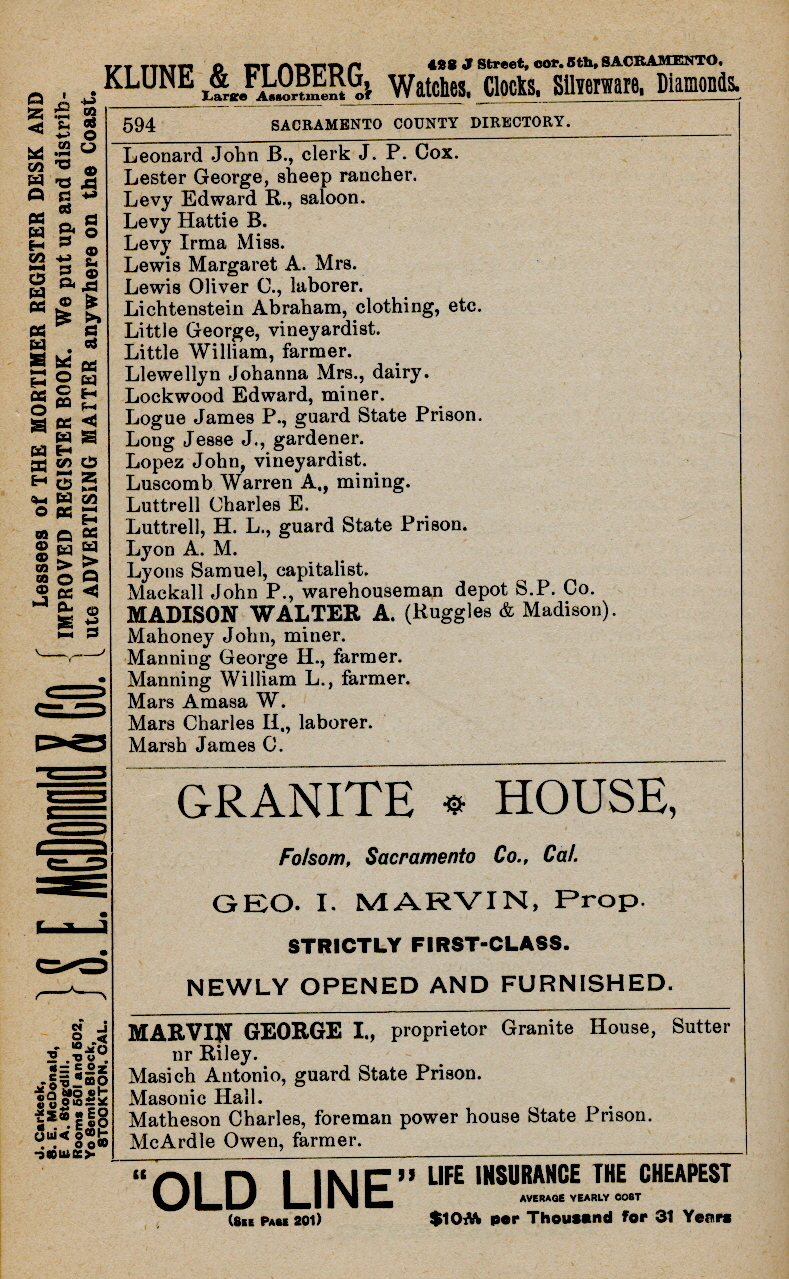 KLUNE & FLOBERG,
Large Assortment of
428 J Street, cor. 5th, SACRAMENTO.
Watches, Clocks, Silverware, Diamonds.
594 SACRAMENTO COUNTY DIRECTORY.
Leonard John B., clerk J. P. Cox.
Lester George, sheep rancher.
Levy Edward R., saloon.
Levy Hattie B.
Levy Irma Miss.
Lewis Margaret A. Mrs.
Lewis Oliver C., laborer.
Lichtenstein Abraham, clothing, etc.
Little George, vineyardist.
Little William, farmer.
Llewellyn Johanna Mrs., dairy.
Lockwood Edward, miner.
Logue James P., guard State Prison.
Long Jesse J., gardener.
Lopez John, vineyardist.
Luscomb Warren A., mining.
Luttrell Charles E.
Luttrell, H. L., guard State Prison.
Lyon A. M.
Lyons Samuel, capitalist.
Mackall John P., warehouseman depot S.P. Co.
MADISON WALTER A. (Ruggles & Madison).
Mahoney John, miner.
Manning George H., farmer.
Manning William L., farmer.
Mars Amasa W.
Mars Charles H., laborer.
Marsh James C.
GRANITE HOUSE,
Folsom, Sacramento Co., Cal.
GEO. I. MARVIN, Prop.
STRICTLY FIRST-CLASS.
NEWLY OPENED AND FURNISHED.
MARVIN GEORGE I., proprietor Granite House, Sutter
nr Riley.
Masich Antonio, guard State Prison.
Masonic Hall.
Matheson Charles, foreman power house State Prison.
McArdle Owen, farmer.
"OLD LINE"
(SEE PAGE 201)
LIFE INSURANCE THE CHEAPEST
AVERAGE YEARLY COST
per Thousand for 31 Years
J. Carkeek,
S. E. McDonald,
E A. Stogdill.
Rooms 501 and 502,
Yo Semite Block,
STOCKTON. CAL.
S. E. McDonald & Co.
Lessees of THE MORTIMER REGISTER DESK AND
IMPROVED REGISTER BOOK. We put up and distrib-
ute ADVERTISING MATTER anywhere on the Coast.